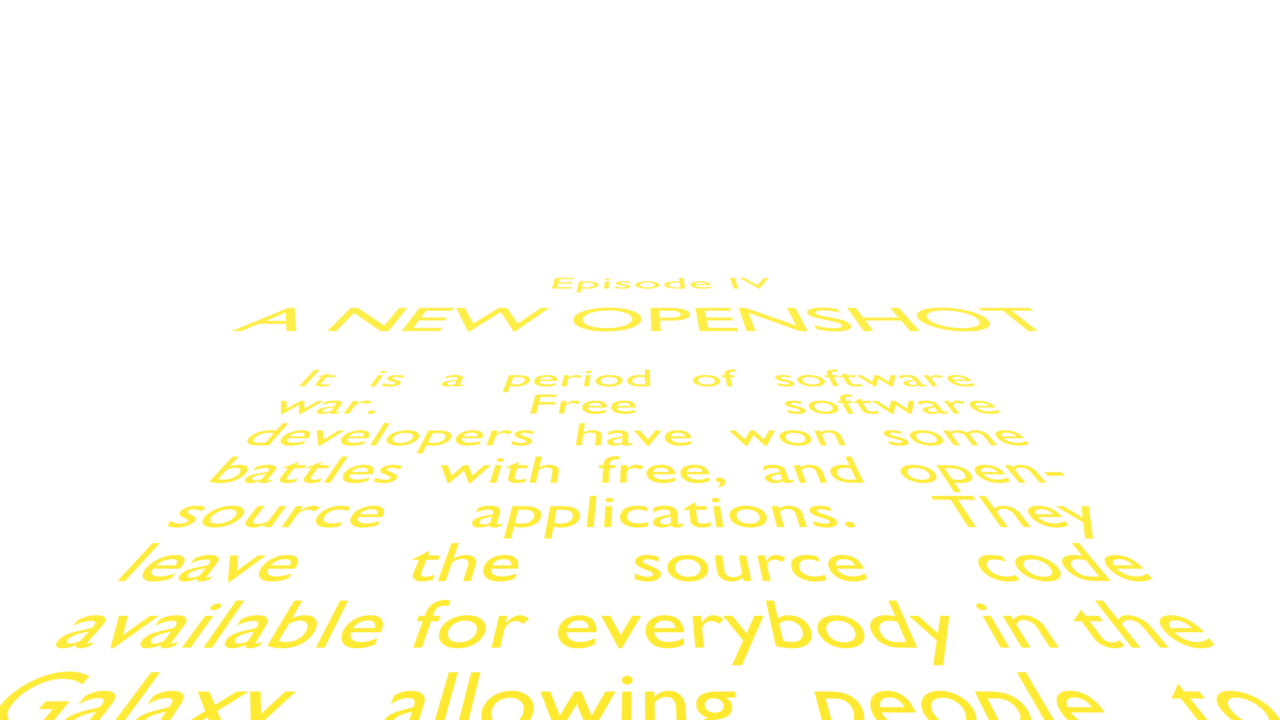 Episode IV
A NEW OPENSHOT
It is a period of software
war. Free software
developers have won some
battles with free, and open-
source applications. They
leave the source code
available for everybody in the
Galaxy, allowing people to